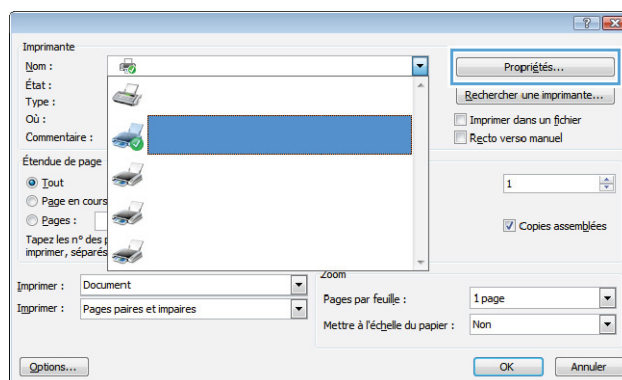 Imprimante
Nom :
Propriétés...
État :
Type :
Rechercher une imprimante...
Où :
Imprimer dans un fichier
Commentaire :
Recto verso manuel
Étendue de page
Tout
1
Page en cours
Pages :
Copies assemblées
Tapez les n° des
imprimer, séparés
Zoom
Imprimer : Document
Pages par feuille : 1 page
Imprimer : Pages paires et impaires
Mettre à l'échelle du papier : Non
Options...
OK Annuler